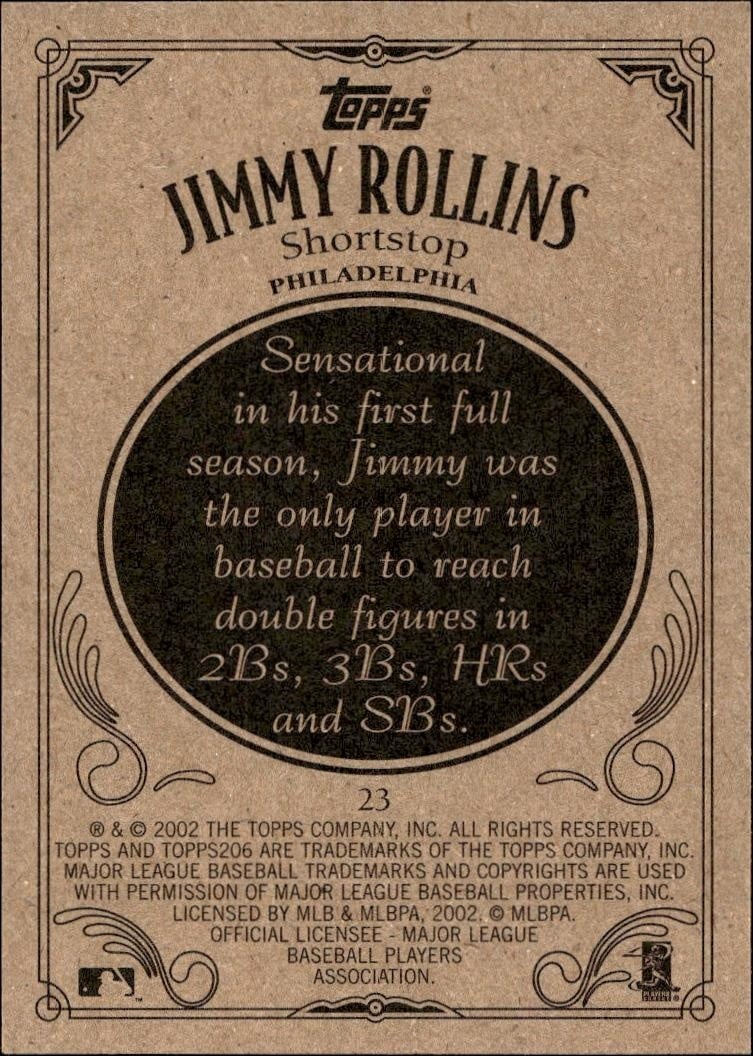 Topps®
JIMMY ROLLINS
Shortstop
PHILADELPHIA
Sensational
in his first full
season, Jimmy was
the only player in
baseball to reach
double figures in
2Bs, 3Bs, HRs
and SBs.
23
® & © 2002 THE TOPPS COMPANY, INC. ALL RIGHTS RESERVED.
TOPPS AND TOPPS206 ARE TRADEMARKS OF THE TOPPS COMPANY, INC.
MAJOR LEAGUE BASEBALL TRADEMARKS AND COPYRIGHTS ARE USED
WITH PERMISSION OF MAJOR LEAGUE BASEBALL PROPERTIES, INC.
LICENSED BY MLB & MLBPA, 2002. © MLBPA.
OFFICIAL LICENSEE - MAJOR LEAGUE
BASEBALL PLAYERS
ASSOCIATION.
™
PLAYERS
CHOICE ®